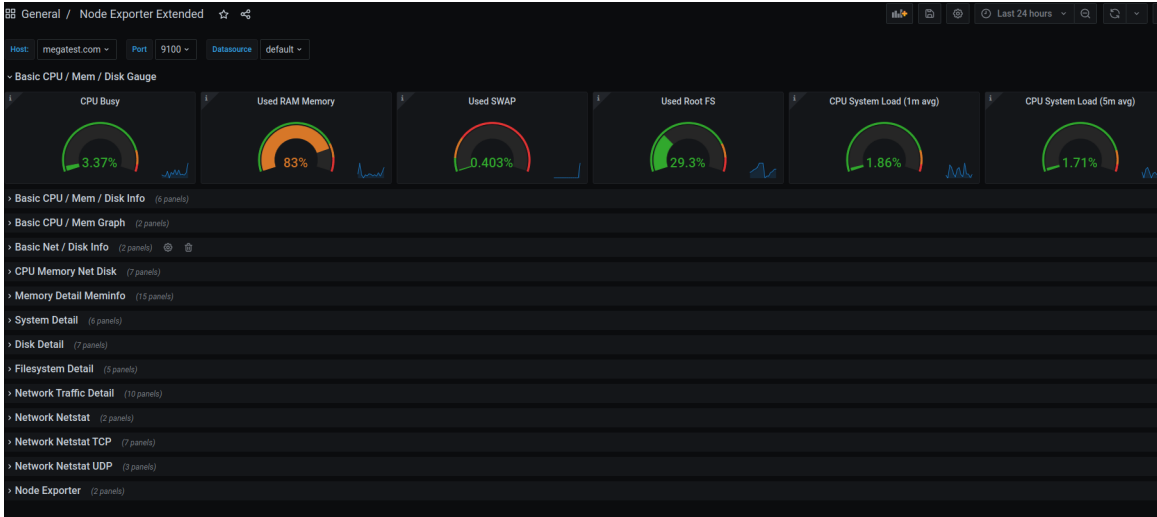 General / Node Exporter Extended
Last 24 hours
Host: megatest.com Port 9100 Datasource default
Basic CPU / Mem / Disk Gauge
CPU Busy
3.37%
Used RAM Memory
83%
Used SWAP
0.403%
Used Root FS
29.3%
CPU System Load (1m avg)
1.86%
CPU System Load (5m avg)
1.71%
Basic CPU / Mem / Disk Info (6 panels)
Basic CPU / Mem Graph (2 panels)
Basic Net / Disk Info (2 panels)
CPU Memory Net Disk (7 panels)
Memory Detail Meminfo (15 panels)
System Detail (6 panels)
Disk Detail (7 panels)
Filesystem Detail (5 panels)
Network Traffic Detail (10 panels)
Network Netstat (2 panels)
Network Netstat TCP (7 panels)
Network Netstat UDP (3 panels)
Node Exporter (2 panels)